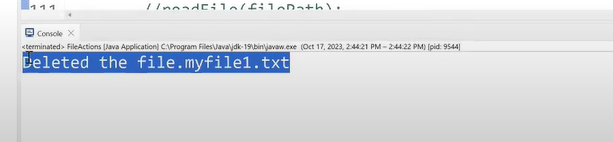 111 //readFile(filePath);
Console
<terminated> FileActions [Java Application] C:\Program Files\Java\jdk-19\bin\javaw.exe (Oct 17, 2023, 2:44:21 PM – 2:44:22 PM) [pid: 9544]
Deleted the file.myfile1.txt